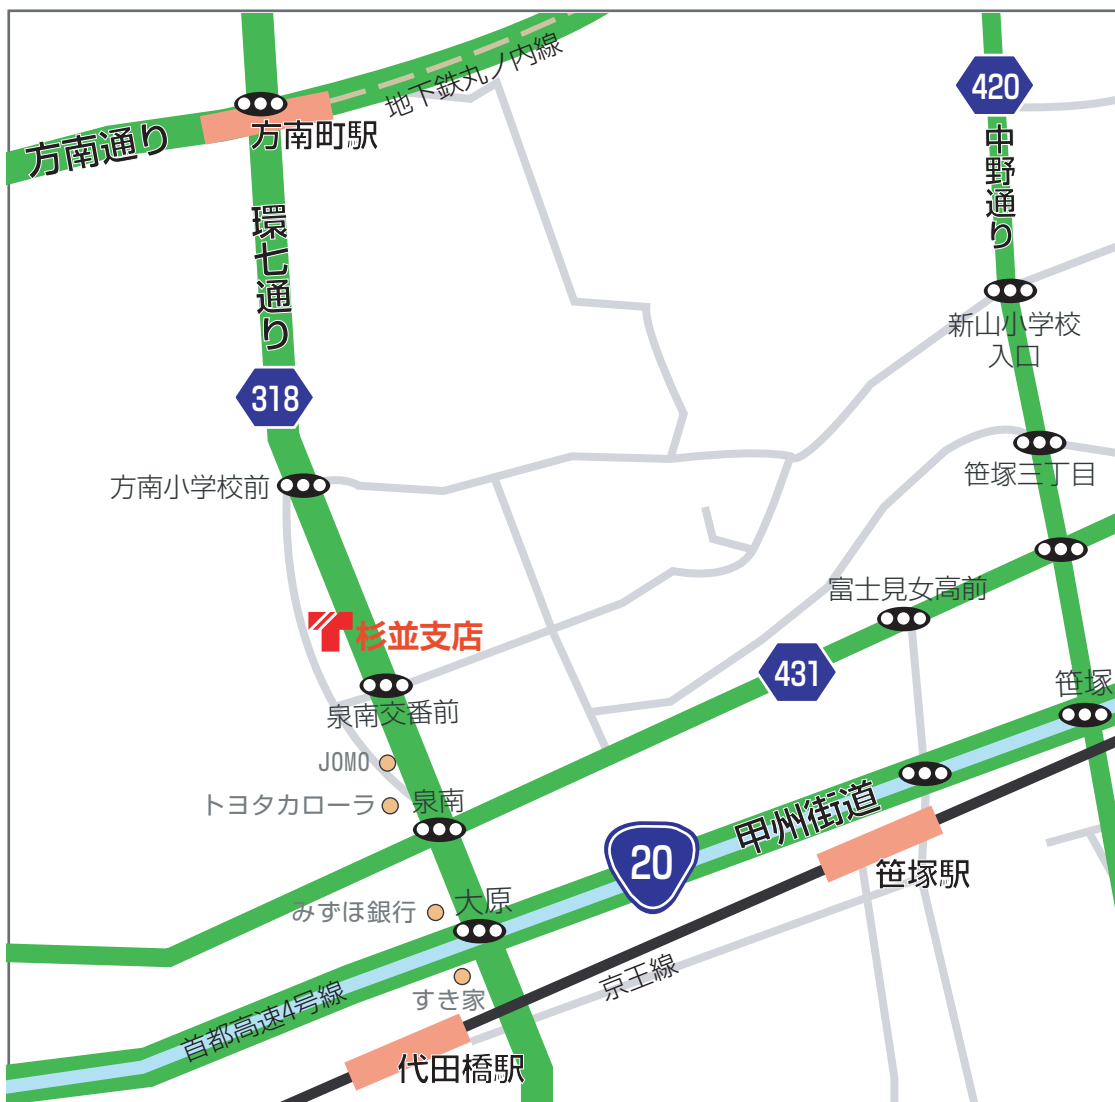 地下鉄丸ノ内線
420
方南町駅
方南通り
中野通り
環七通り
新山小学校
入口
318
方南小学校前
笹塚三丁目
富士見女高前
杉並支店
431
笹塚
泉南交番前
JOMO
トヨタカローラ
泉南
甲州街道
20
笹塚駅
みずほ銀行
大原
京王線
すき家
首都高速4号線
代田橋駅